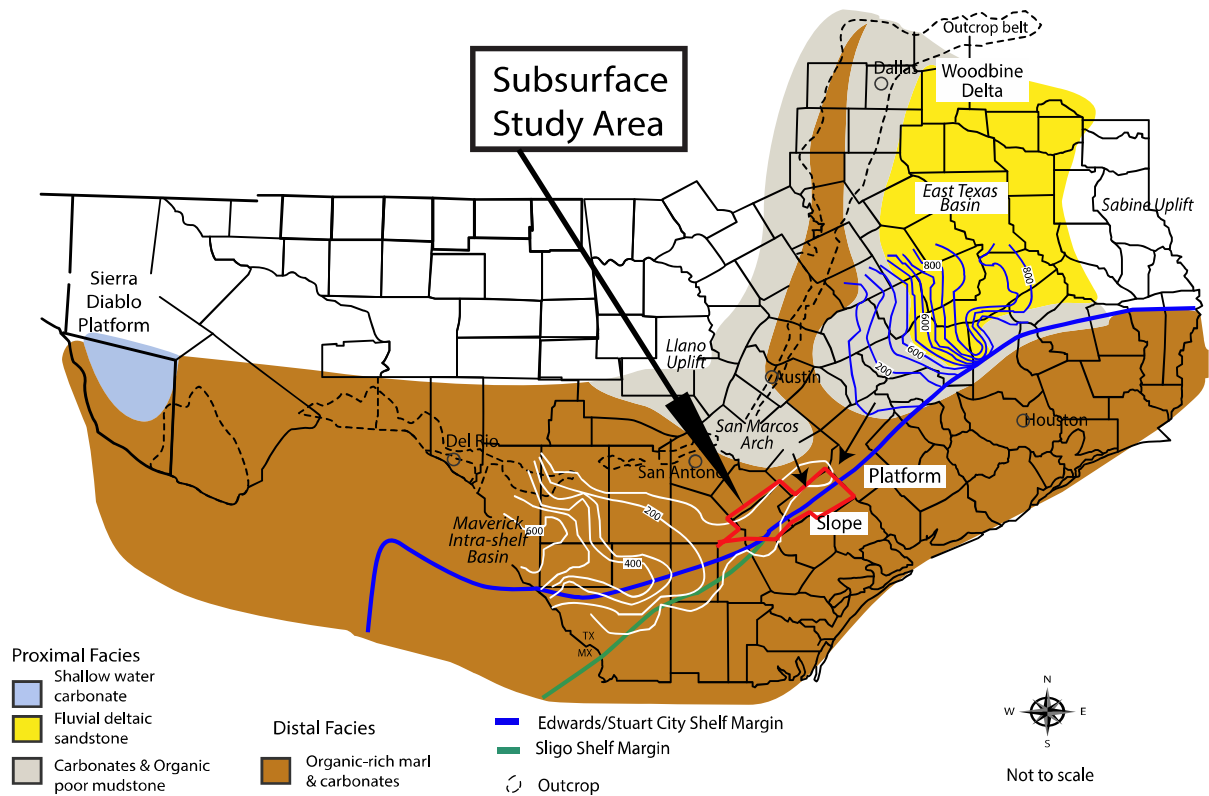 Outcrop belt
Dallas
Woodbine
Delta
Subsurface
Study Area
East Texas
Basin
Sabine Uplift
800
800
Sierra
Diablo
Platform
600
600
200
Llano
Uplift
Austin
Houston
San Marcos
Arch
Del Rio
San Antono
Platform
200
Slope
Maverick
Intra-shelf
Basin
600
400
TX
MX
Proximal Facies
Shallow water
carbonate
Fluvial deltaic
sandstone
Carbonates & Organic
poor mudstone
Distal Facies
Organic-rich marl
& carbonates
Edwards/Stuart City Shelf Margin
Sligo Shelf Margin
Outcrop
N
W
E
S
Not to scale